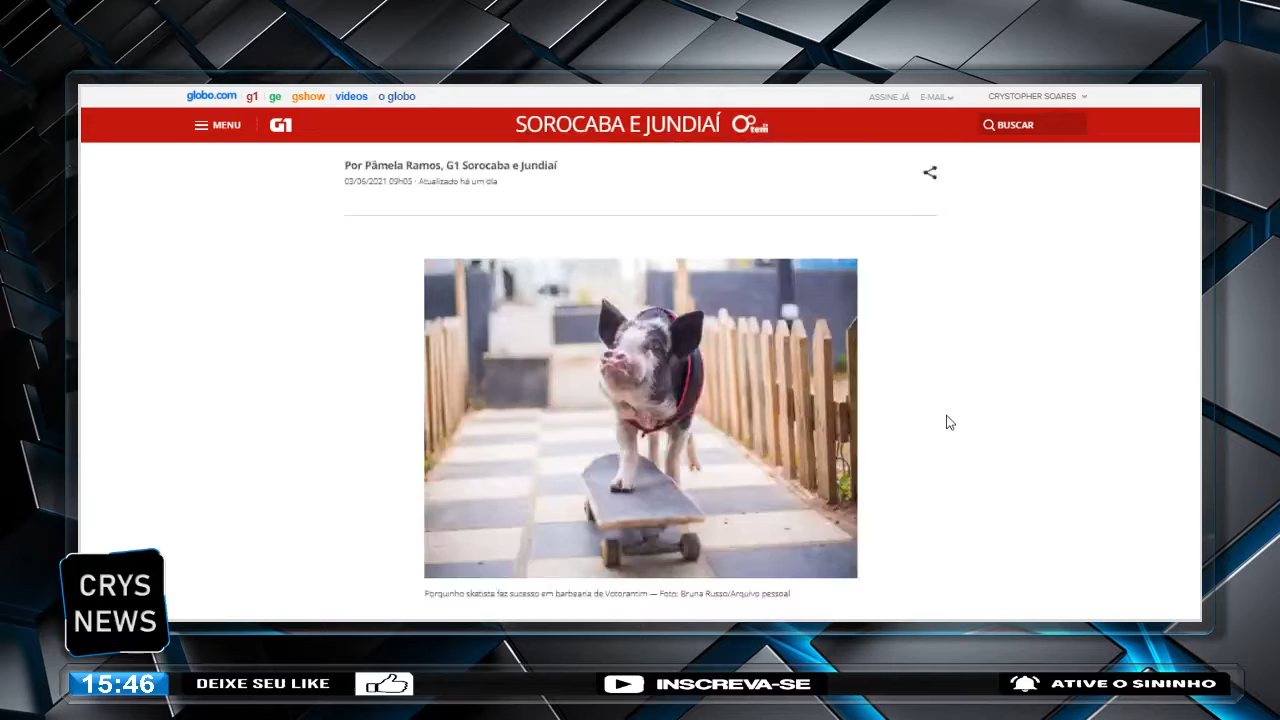 globo.com g1 ge gshow vídeos o globo ASSINE JÁ E-MAIL CRYSTOPHER SOARES
MENU G1 SOROCABA E JUNDIAÍ tem BUSCAR
Por Pâmela Ramos, G1 Sorocaba e Jundiaí
03/06/2021 09h05 · Atualizado há um dia
Porquinho skatista fez sucesso em barbearia de Votorantim — Foto: Bruna Russo/Arquivo pessoal
CRYS
NEWS
15:46 DEIXE SEU LIKE INSCREVA-SE ATIVE O SININHO